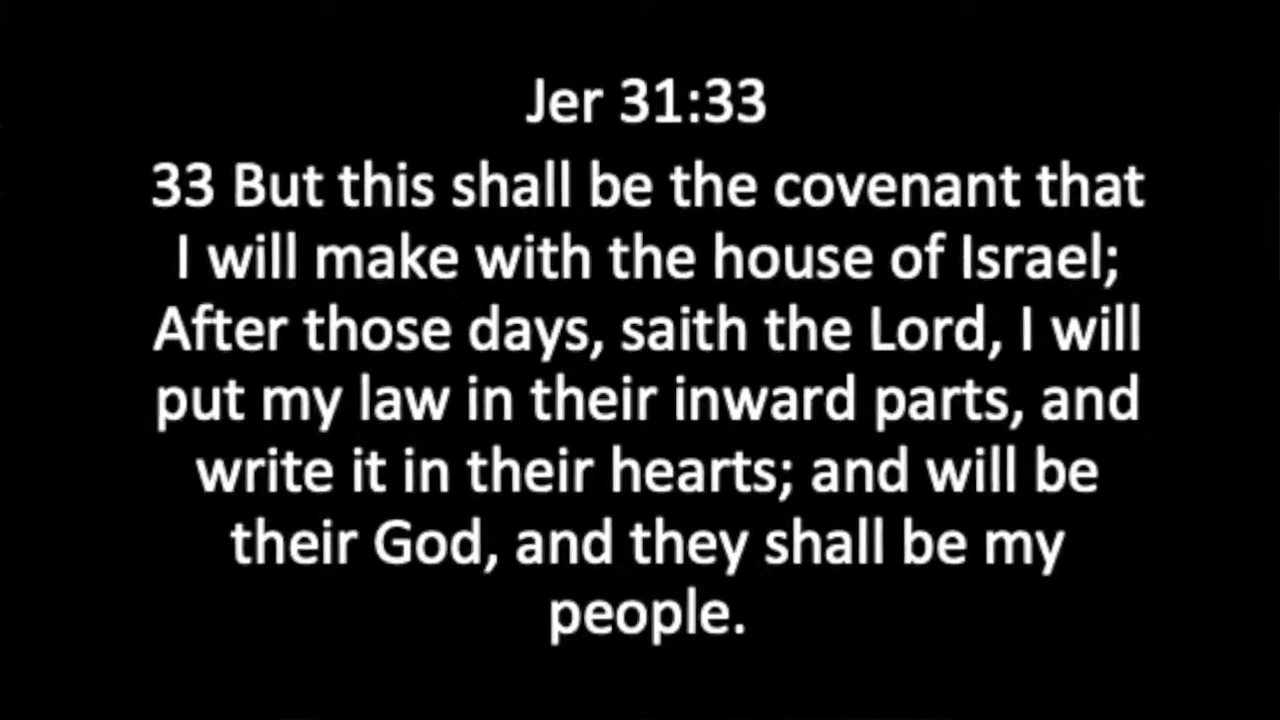 Jer 31:33
33 But this shall be the covenant that
I will make with the house of Israel;
After those days, saith the Lord, I will
put my law in their inward parts, and
write it in their hearts; and will be
their God, and they shall be my
people.